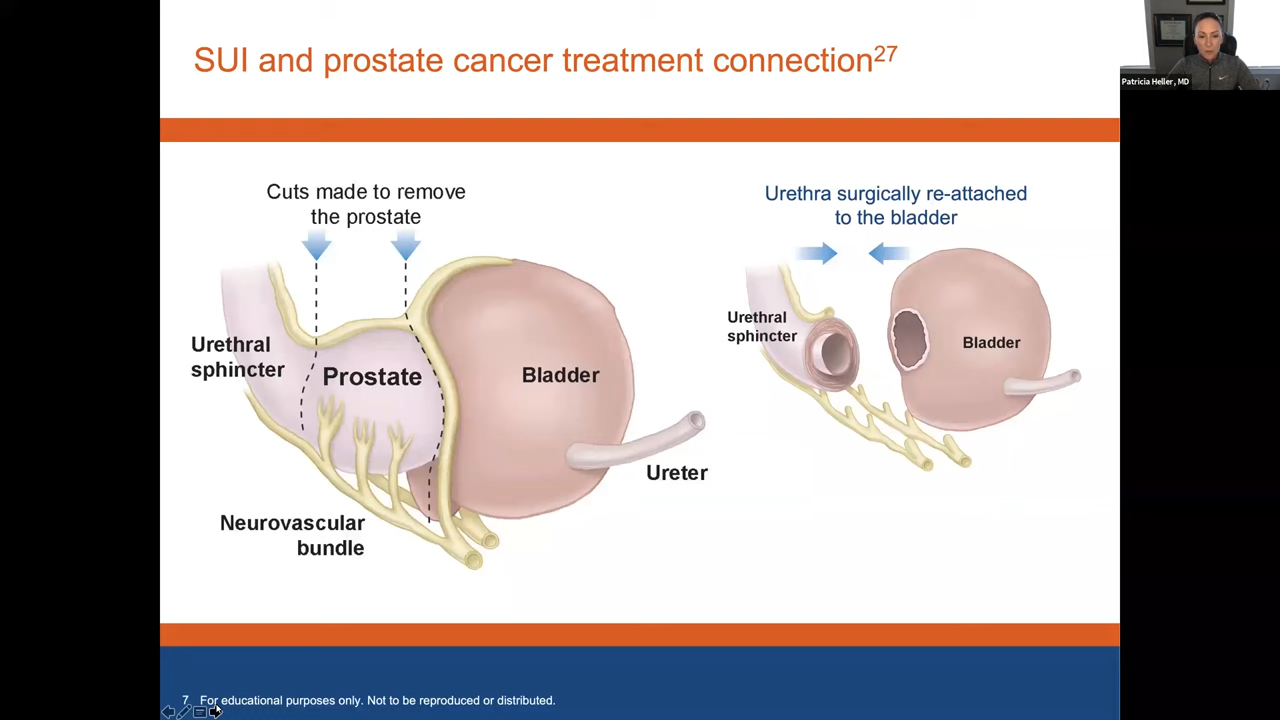 SUI and prostate cancer treatment connection27
Patricia Heller, MD
Cuts made to remove
the prostate
Urethra surgically re-attached
to the bladder
Urethral
sphincter
Prostate
Bladder
Ureter
Neurovascular
bundle
Urethral
sphincter
Bladder
7 For educational purposes only. Not to be reproduced or distributed.